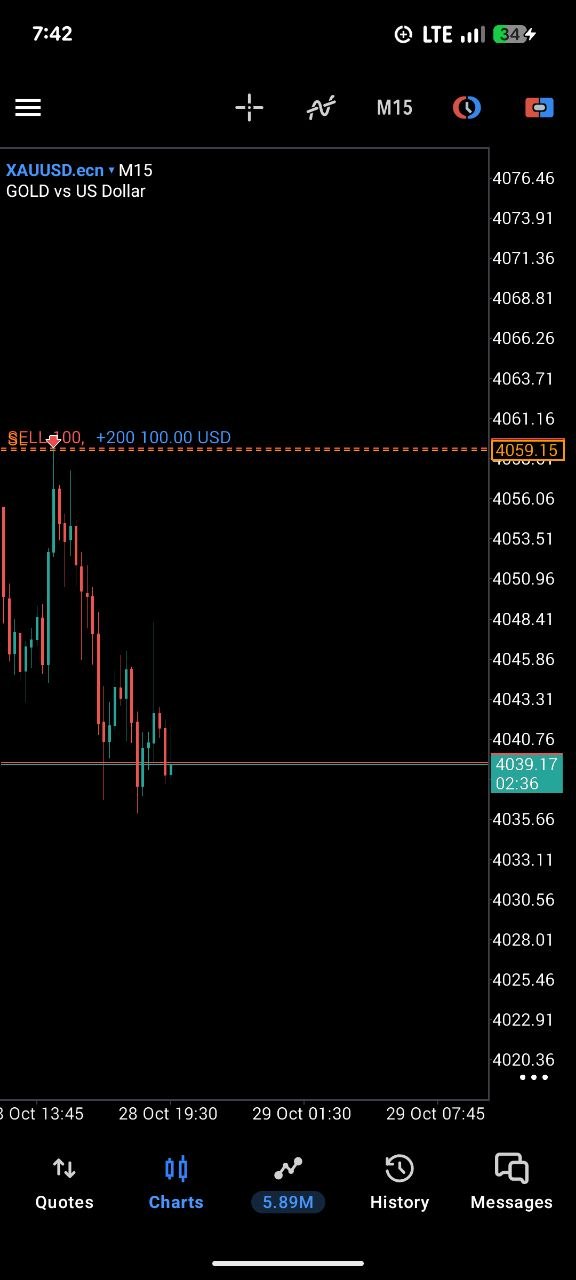 7:42
LTE
34
M15
XAUUSD.ecn ▾ M15
GOLD vs US Dollar
4076.46
4073.91
4071.36
4068.81
4066.26
4063.71
4061.16
SELL 100, +200 100.00 USD
4059.15
4056.06
4053.51
4050.96
4048.41
4045.86
4043.31
4040.76
4039.17
02:36
4035.66
4033.11
4030.56
4028.01
4025.46
4022.91
4020.36
Oct 13:45
28 Oct 19:30
29 Oct 01:30
29 Oct 07:45
5.89M
Quotes
Charts
History
Messages